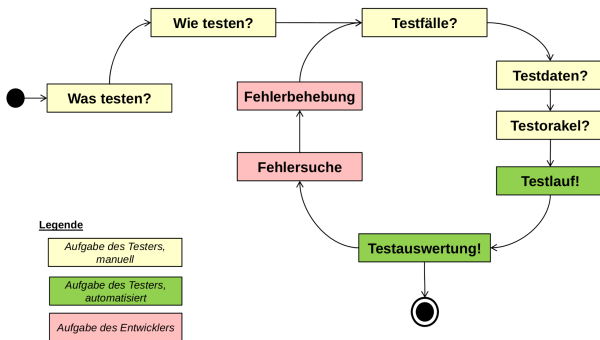 Wie testen?
Testfälle?
Was testen?
Fehlerbehebung
Testdaten?
Testorakel?
Fehlersuche
Testlauf!
Testauswertung!
Legende
Aufgabe des Testers,
manuell
Aufgabe des Testers,
automatisiert
Aufgabe des Entwicklers